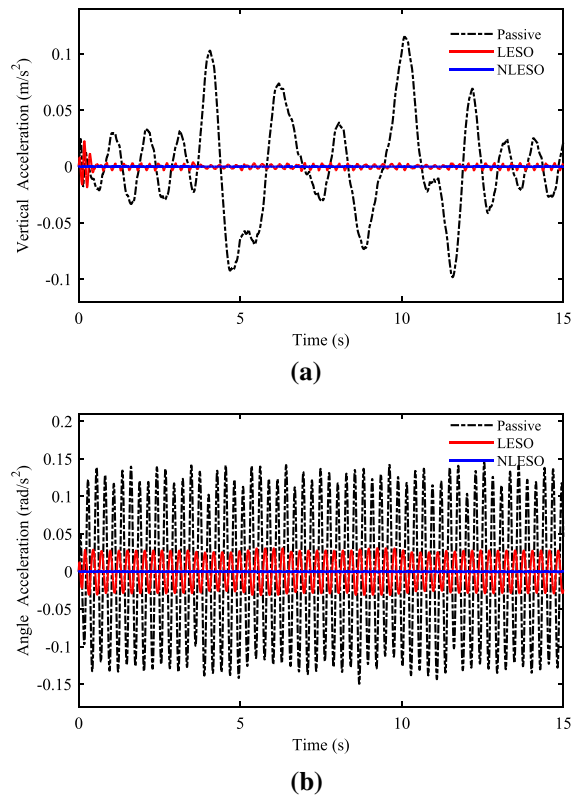 0.1
0.05
0
-0.05
-0.1
Vertical Acceleration (m/s²)
Passive
LESO
NLESO
0 5 10 15
Time (s)
(a)
0.2
0.15
0.1
0.05
0
-0.05
-0.1
-0.15
Angle Acceleration (rad/s²)
Passive
LESO
NLESO
0 5 10 15
Time (s)
(b)